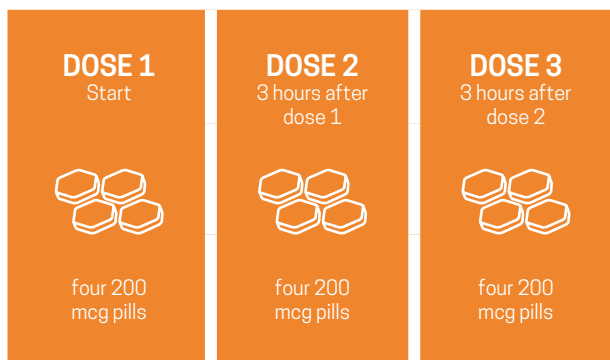 DOSE 1
Start
four 200
mcg pills
DOSE 2
3 hours after
dose 1
four 200
mcg pills
DOSE 3
3 hours after
dose 2
four 200
mcg pills